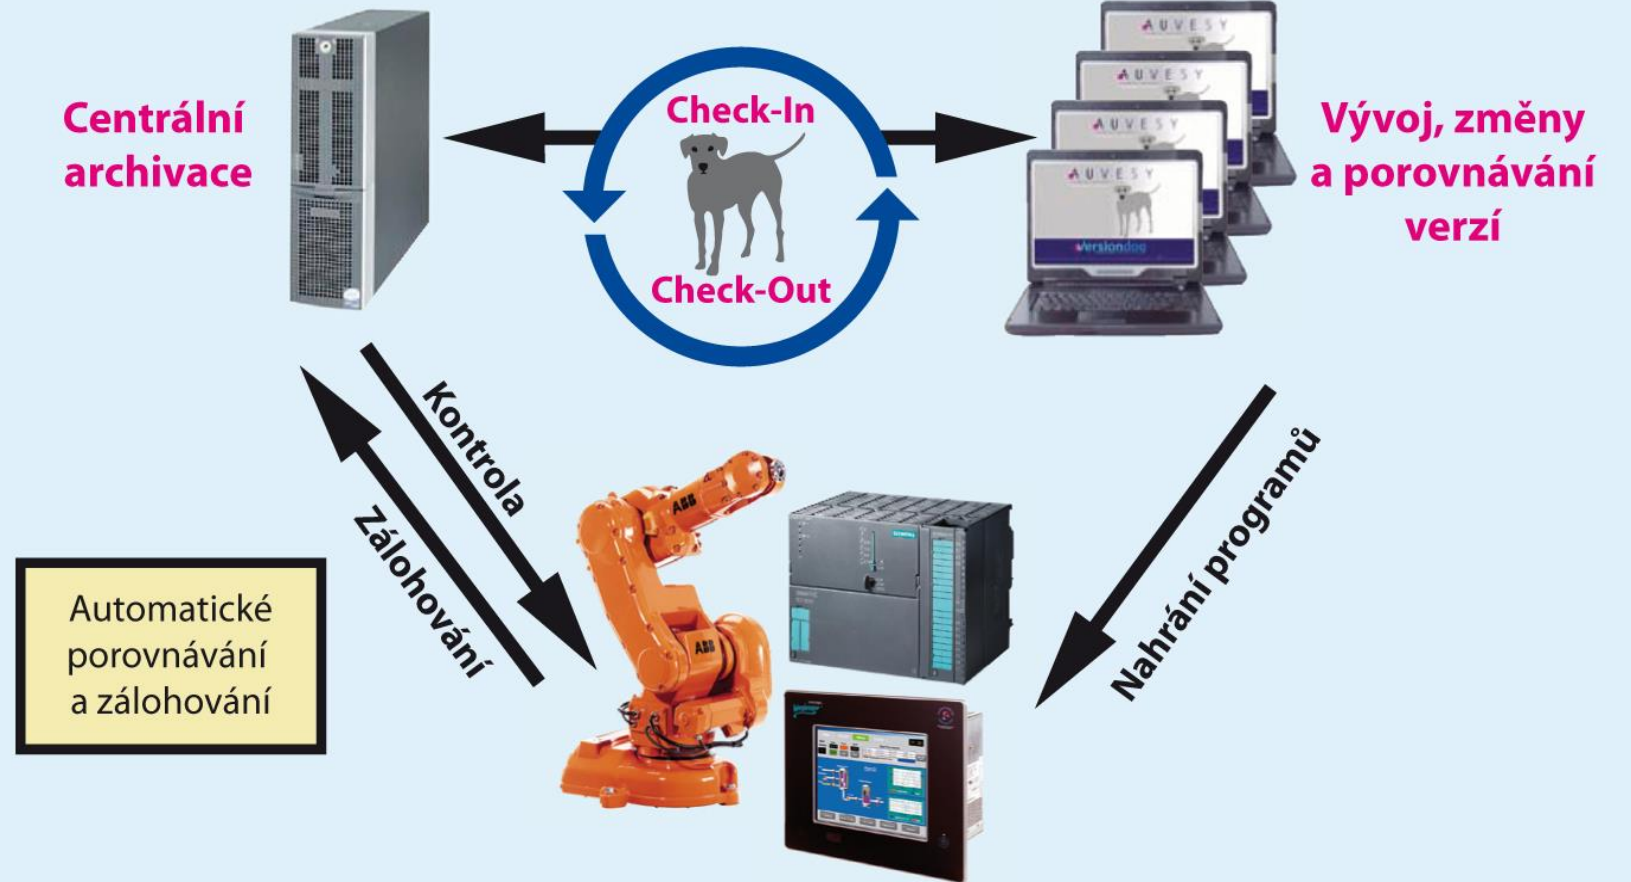 Centrální
archivace
Check-In
Check-Out
AUVESY
AUVESY
AUVESY
AUVESY
versiondog
Vývoj, změny
a porovnávání
verzí
Kontrola
Zálohování
Nahrání programů
Automatické
porovnávání
a zálohování
ABB
ABB
SIEMENS